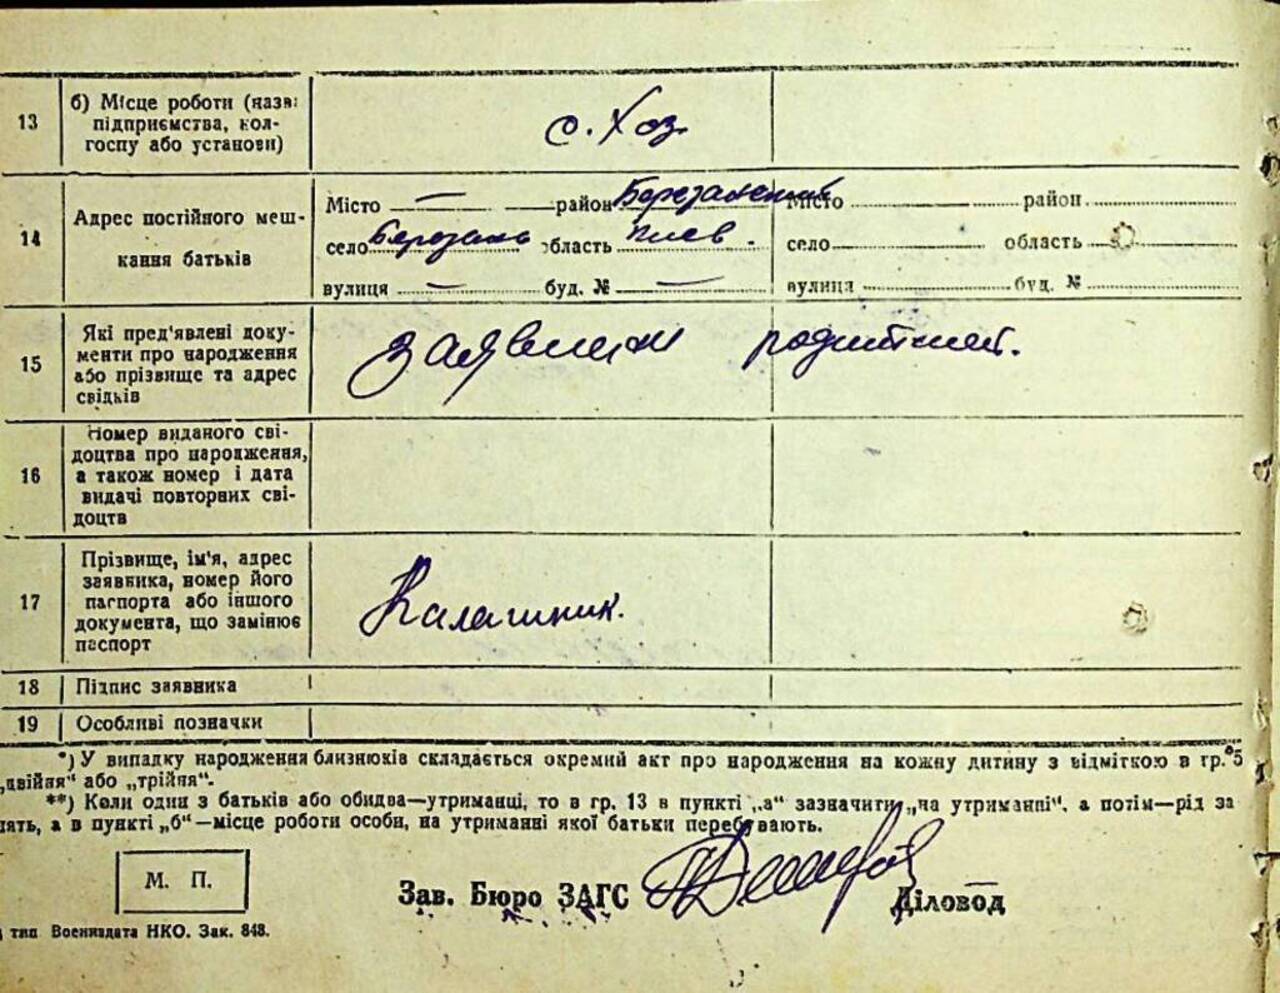 13 б) Місце роботи (назва підприємства, колгоспу або установи) с. Хоз.
14 Адрес постійного мешкання батьків
Місто — район Березанский Місто район
село Березань область Киев. село область
вулиця — буд. № — вулиця буд. №
15 Які пред'явлені документи про народження або прізвище та адрес свідків заявления родителей.
16 Номер виданого свідоцтва про народження, а також номер і дата видачі повторних свідоцтв
17 Прізвище, ім'я, адрес заявника, номер його паспорта або іншого документа, що замінює паспорт Калашник.
18 Підпис заявника
19 Особливі позначки
*) У випадку народження близнюків складається окремий акт про народження на кожну дитину з відміткою в гр. 5
„двійня“ або „трійня“.
**) Коли один з батьків або обидва—утриманці, то в гр. 13 в пункті „а“ зазначити „на утриманні“, а потім—рід за
нять, а в пункті „б“—місце роботи особи, на утриманні якої батьки перебувають.
М. П.
Зав. Бюро ЗАГС Діловод
тип Воениздата НКО. Зак. 848.